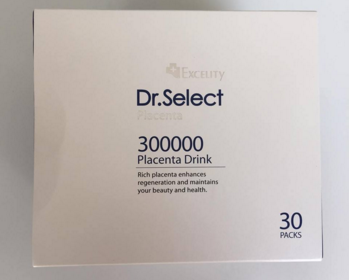 EXCELITY
Dr.Select
Placenta
300000
Placenta Drink
Rich placenta enhances
regeneration and maintains
your beauty and health.
30
PACKS